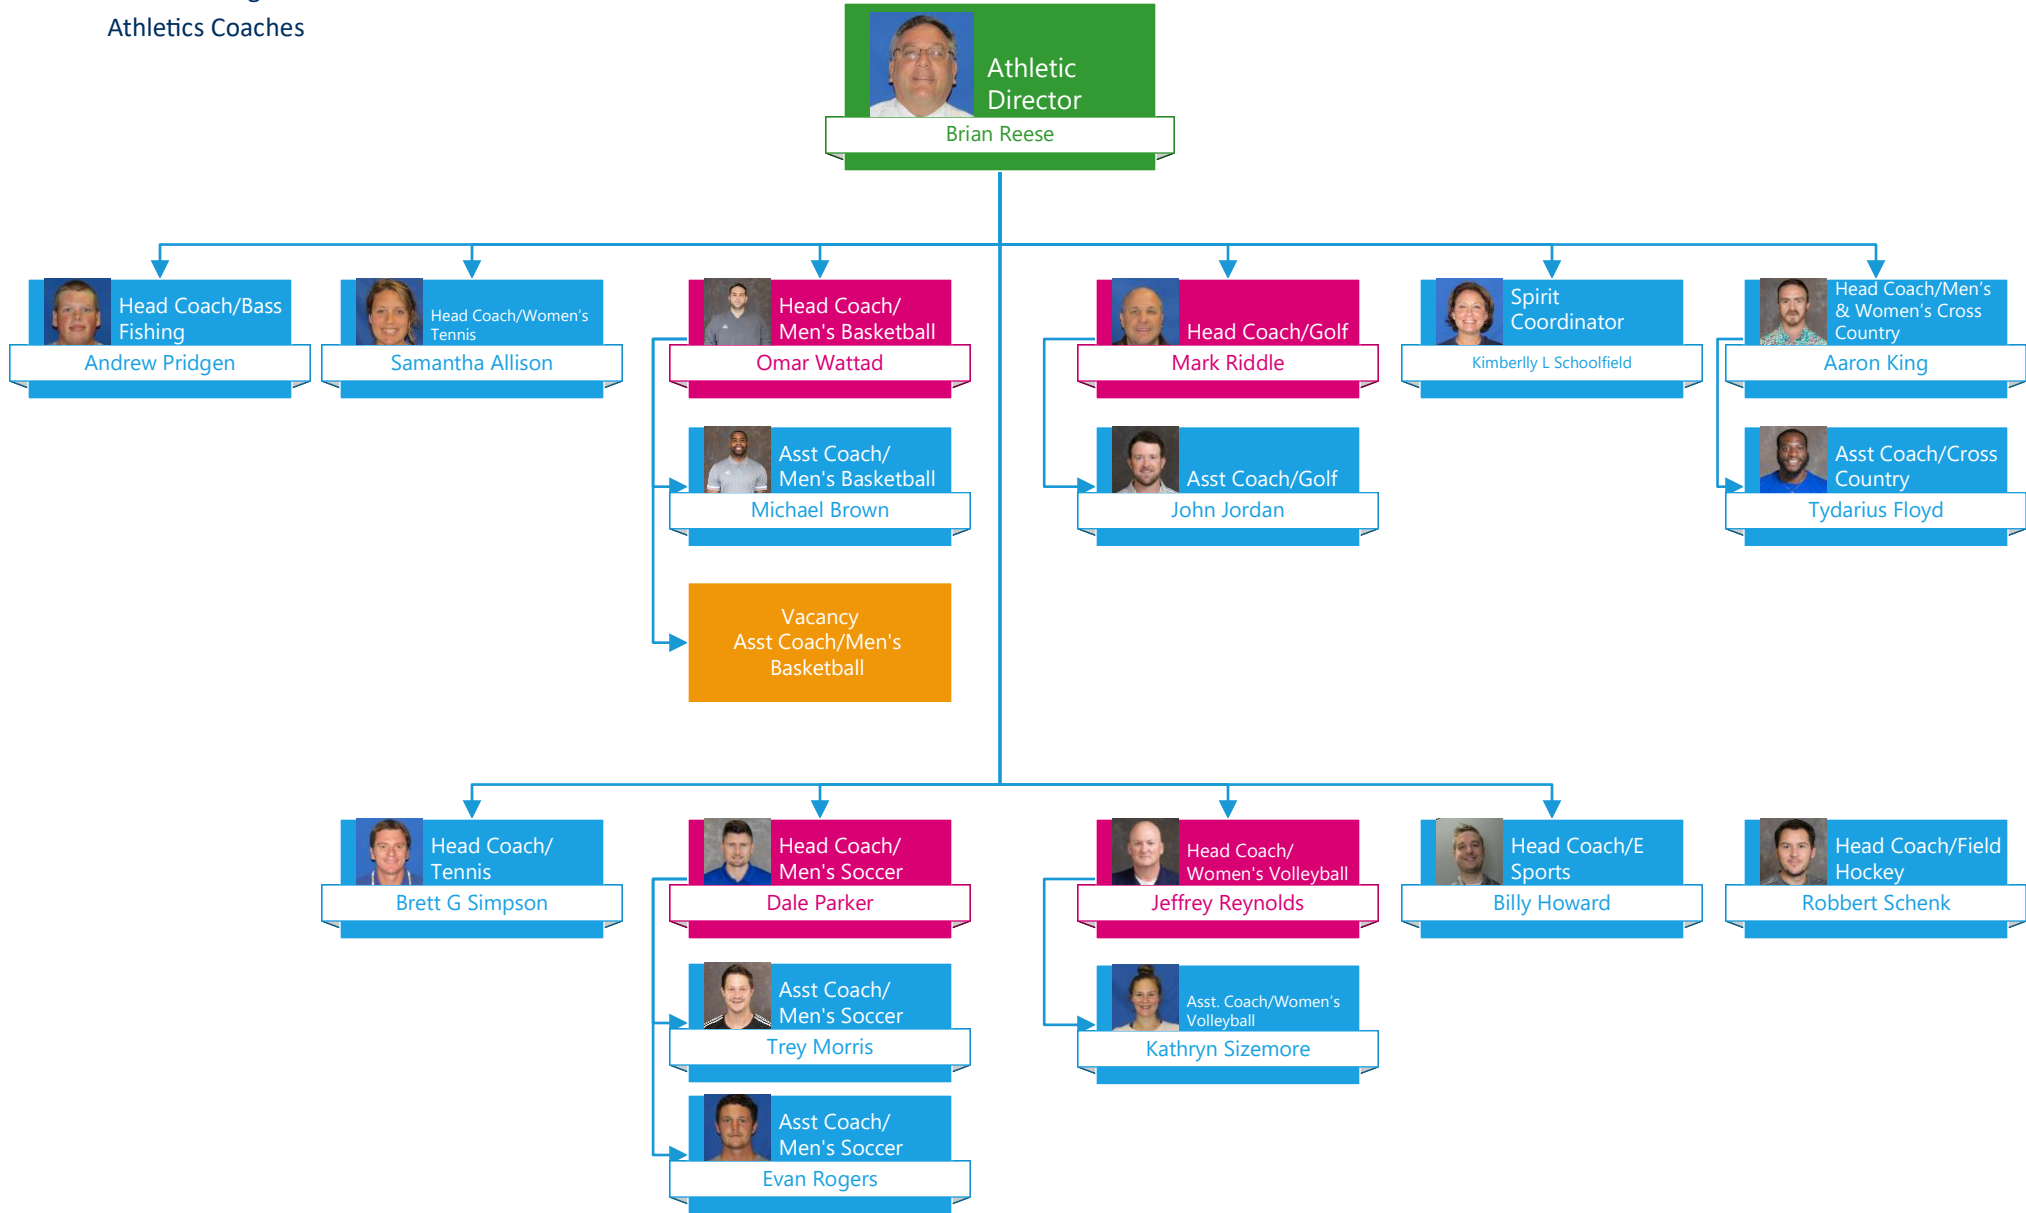 Athletics Coaches
Athletic
Director
Brian Reese
Head Coach/Bass
Fishing
Andrew Pridgen
Head Coach/Women's
Tennis
Samantha Allison
Head Coach/
Men's Basketball
Omar Wattad
Head Coach/Golf
Mark Riddle
Spirit
Coordinator
Kimberlly L Schoolfield
Head Coach/Men's
& Women's Cross
Country
Aaron King
Asst Coach/
Men's Basketball
Michael Brown
Asst Coach/Golf
John Jordan
Asst Coach/Cross
Country
Tydarius Floyd
Vacancy
Asst Coach/Men's
Basketball
Head Coach/
Tennis
Brett G Simpson
Head Coach/
Men's Soccer
Dale Parker
Head Coach/
Women's Volleyball
Jeffrey Reynolds
Head Coach/E
Sports
Billy Howard
Head Coach/Field
Hockey
Robbert Schenk
Asst Coach/
Men's Soccer
Trey Morris
Asst. Coach/Women's
Volleyball
Kathryn Sizemore
Asst Coach/
Men's Soccer
Evan Rogers